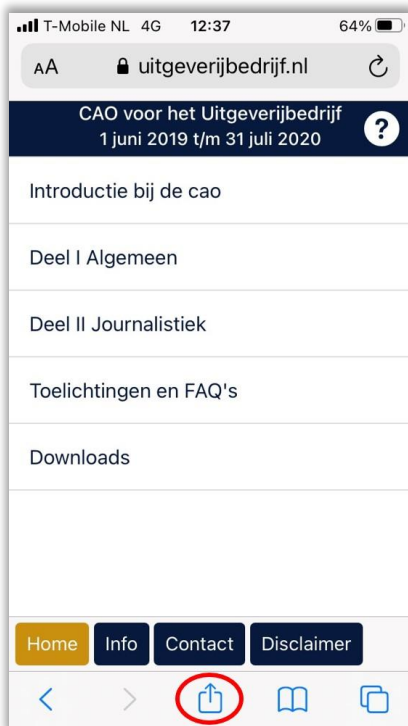 T-Mobile NL 4G 12:37 64%
AA uitgeverijbedrijf.nl
CAO voor het Uitgeverijbedrijf
1 juni 2019 t/m 31 juli 2020 ?
Introductie bij de cao
Deel I Algemeen
Deel II Journalistiek
Toelichtingen en FAQ's
Downloads
Home Info Contact Disclaimer